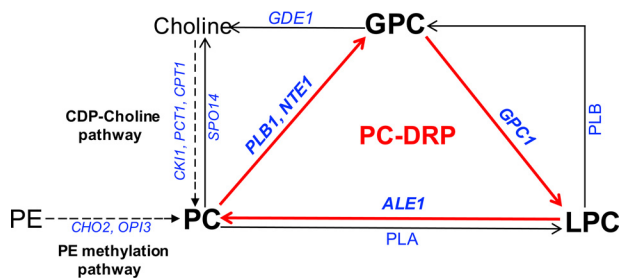 Choline
GDE1
GPC
CDP-Choline
pathway
CKI1, PCT1, CPT1
SPO14
PLB1, NTE1
PC-DRP
GPC1
PLB
PE
CHO2, OPI3
PC
ALE1
PLA
LPC
PE methylation
pathway